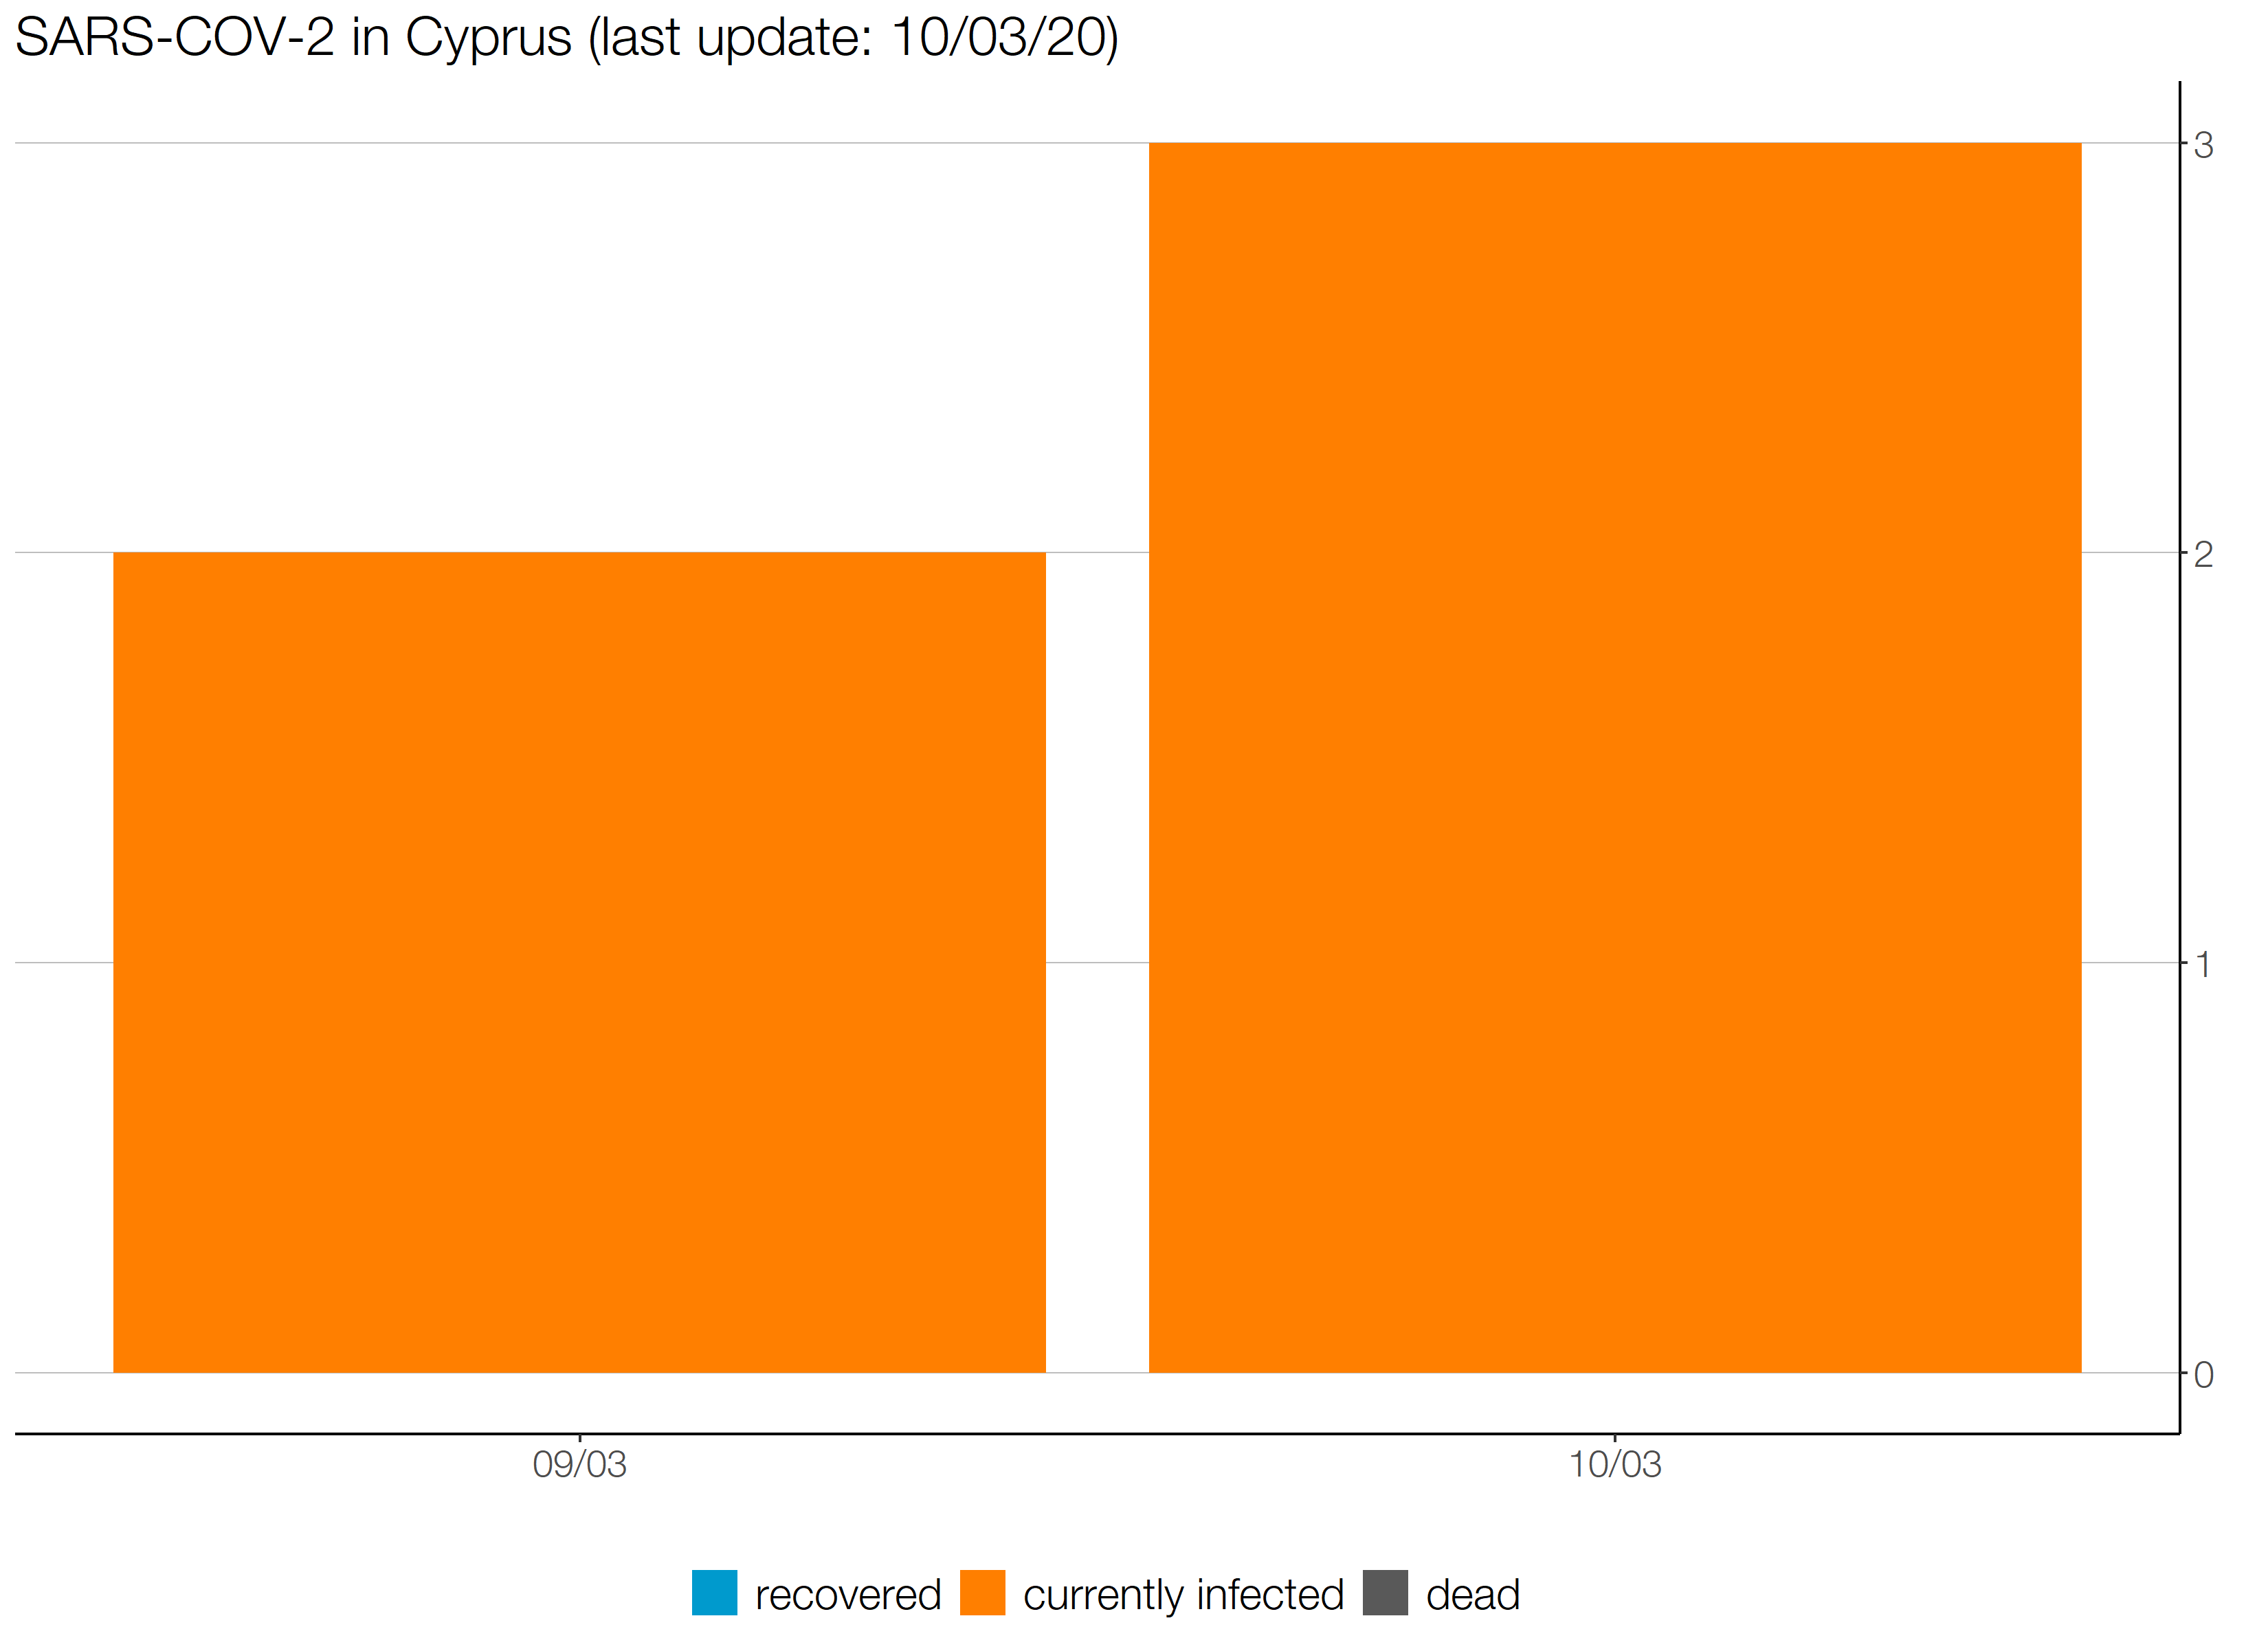 SARS-COV-2 in Cyprus (last update: 10/03/20)
3
2
1
0
09/03 10/03
recovered currently infected dead